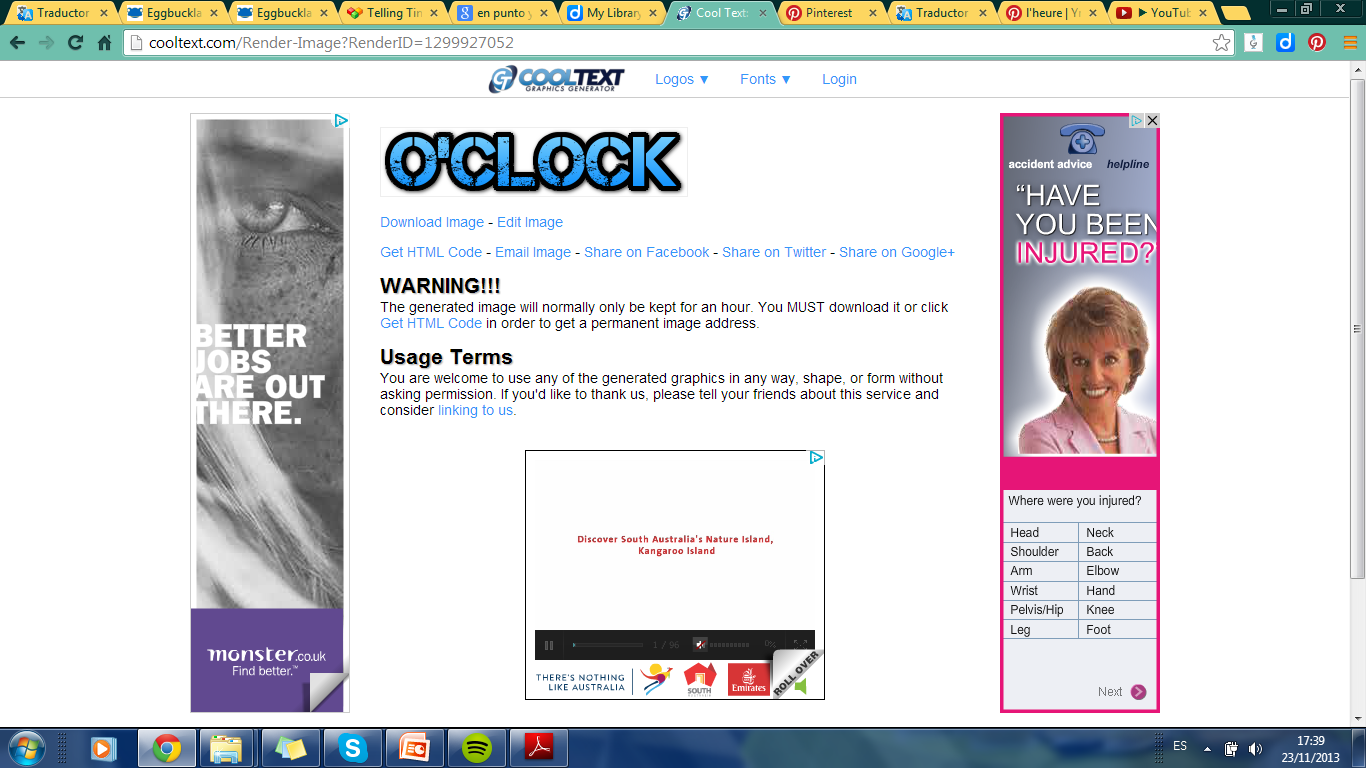 Traductor
Eggbuckla
Eggbuckla
Telling Tin
en punto y
My Library
Cool Text:
Pinterest
Traductor
l'heure | Yr
▶ YouTub
cooltext.com/Render-Image?RenderID=1299927052
COOLTEXT
GRAPHICS GENERATOR
Logos ▼
Fonts ▼
Login
O'CLOCK
Download Image - Edit Image
Get HTML Code - Email Image - Share on Facebook - Share on Twitter - Share on Google+
WARNING!!!
The generated image will normally only be kept for an hour. You MUST download it or click
Get HTML Code in order to get a permanent image address.
Usage Terms
You are welcome to use any of the generated graphics in any way, shape, or form without
asking permission. If you'd like to thank us, please tell your friends about this service and
consider linking to us.
BETTER
JOBS
ARE OUT
THERE.
monster.co.uk
Find better.™
Discover South Australia's Nature Island,
Kangaroo Island
1 / 96
THERE'S NOTHING
LIKE AUSTRALIA
SOUTH
Emirates
ROLL OVER
accident advice helpline
“HAVE
YOU BEEN
INJURED?
Where were you injured?
Head Neck
Shoulder Back
Arm Elbow
Wrist Hand
Pelvis/Hip Knee
Leg Foot
Next
ES
17:39
23/11/2013